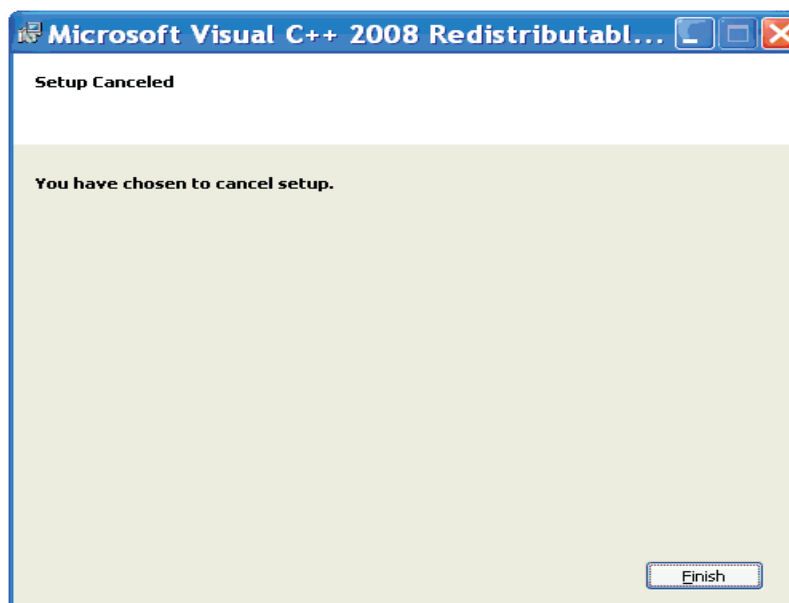 Microsoft Visual C++ 2008 Redistributabl...
Setup Canceled
You have chosen to cancel setup.
Finish